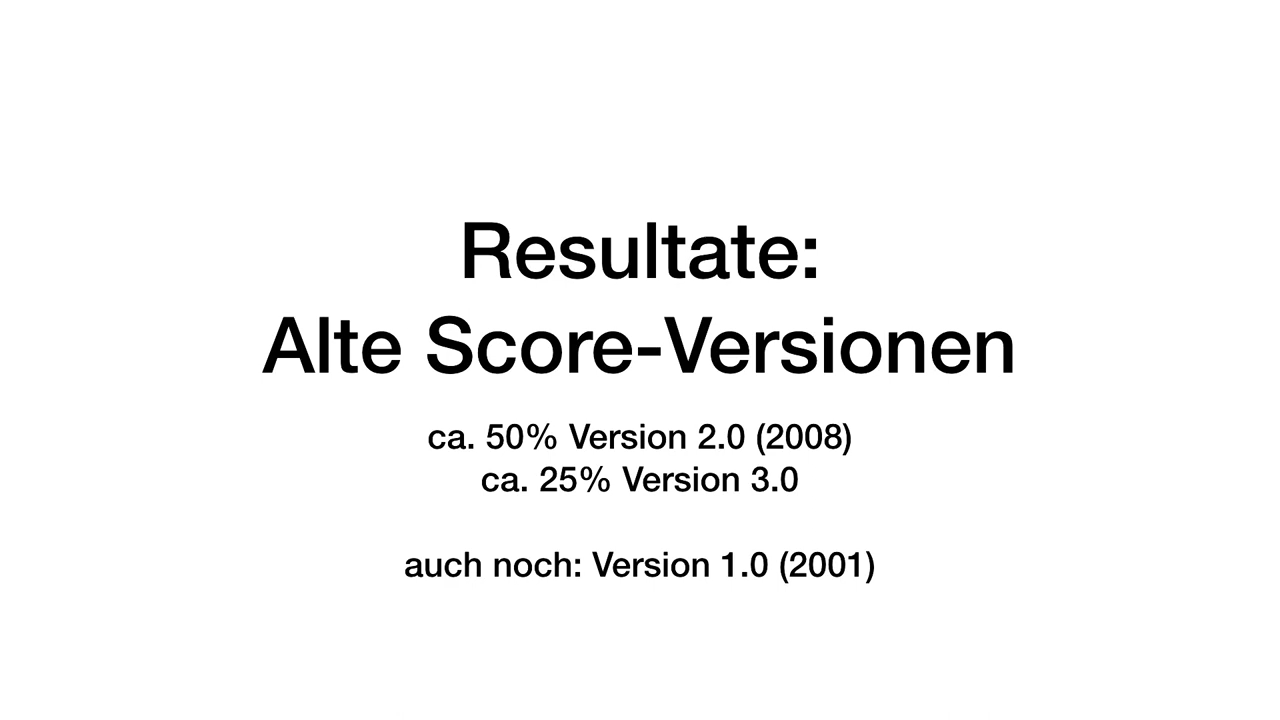 Resultate:
Alte Score-Versionen
ca. 50% Version 2.0 (2008)
ca. 25% Version 3.0
auch noch: Version 1.0 (2001)